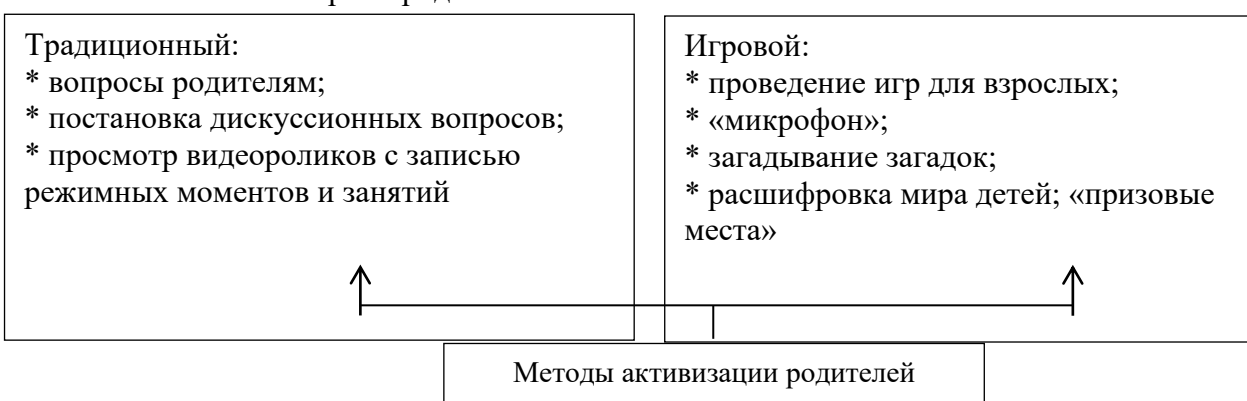 Традиционный:
* вопросы родителям;
* постановка дискуссионных вопросов;
* просмотр видеороликов с записью
режимных моментов и занятий
Игровой:
* проведение игр для взрослых;
* «микрофон»;
* загадывание загадок;
* расшифровка мира детей; «призовые
места»
Методы активизации родителей